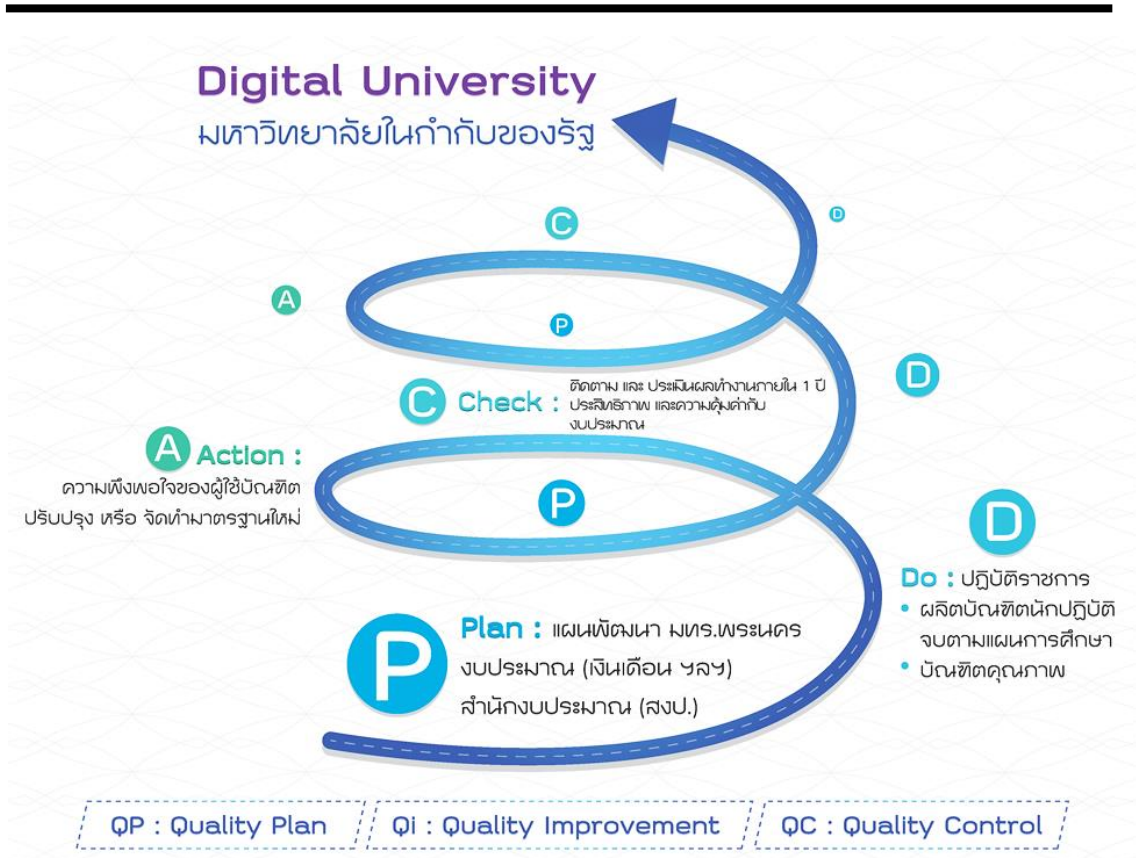 Digital University
มหาวิทยาลัยในกำกับของรัฐ
C
D
A
P
D
C Check :
ติดตาม และ ประเมินผลทำงานภายใน 1 ปี
ประสิทธิภาพ และความคุ้มค่ากับ
งบประมาณ
A Action :
ความพึงพอใจของผู้ใช้บัณฑิต
ปรับปรุง หรือ จัดทำมาตรฐานใหม่
P
D
Do : ปฏิบัติราชการ
• ผลิตบัณฑิตนักปฏิบัติ
จบตามแผนการศึกษา
• บัณฑิตคุณภาพ
P
Plan : แผนพัฒนา มทร.พระนคร
งบประมาณ (เงินเดือน ฯลฯ)
สำนักงบประมาณ (สงป.)
QP : Quality Plan
Qi : Quality Improvement
QC : Quality Control